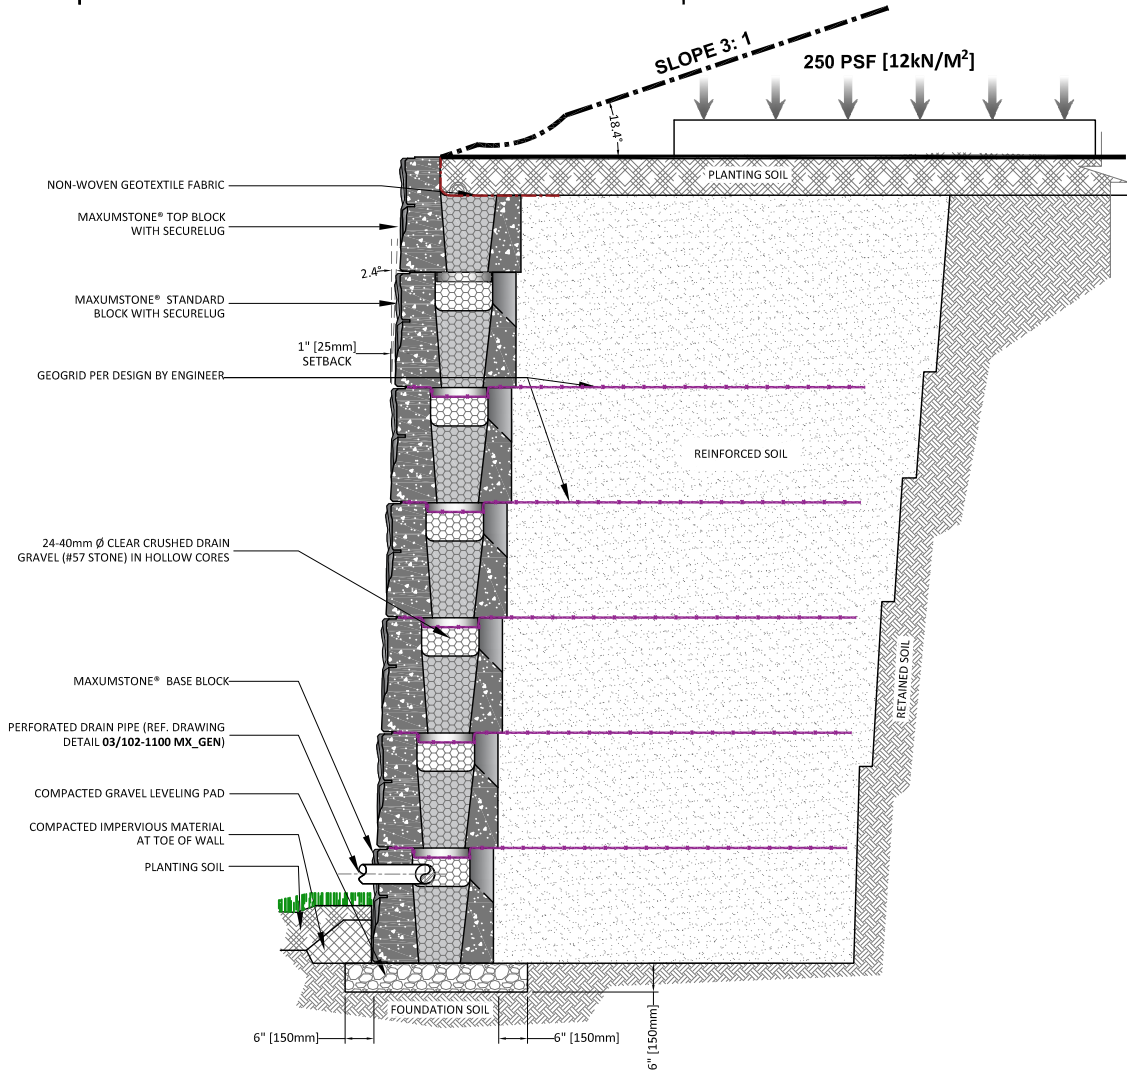 SLOPE 3: 1
250 PSF [12kN/M²]
18.4°
PLANTING SOIL
NON-WOVEN GEOTEXTILE FABRIC
MAXUMSTONE® TOP BLOCK
WITH SECURELUG
2.4°
MAXUMSTONE® STANDARD
BLOCK WITH SECURELUG
1" [25mm]
SETBACK
GEOGRID PER DESIGN BY ENGINEER
REINFORCED SOIL
24-40mm Ø CLEAR CRUSHED DRAIN
GRAVEL (#57 STONE) IN HOLLOW CORES
RETAINED SOIL
MAXUMSTONE® BASE BLOCK
PERFORATED DRAIN PIPE (REF. DRAWING
DETAIL 03/102-1100 MX_GEN)
COMPACTED GRAVEL LEVELING PAD
COMPACTED IMPERVIOUS MATERIAL
AT TOE OF WALL
PLANTING SOIL
FOUNDATION SOIL
6" [150mm]
6" [150mm]
6" [150mm]